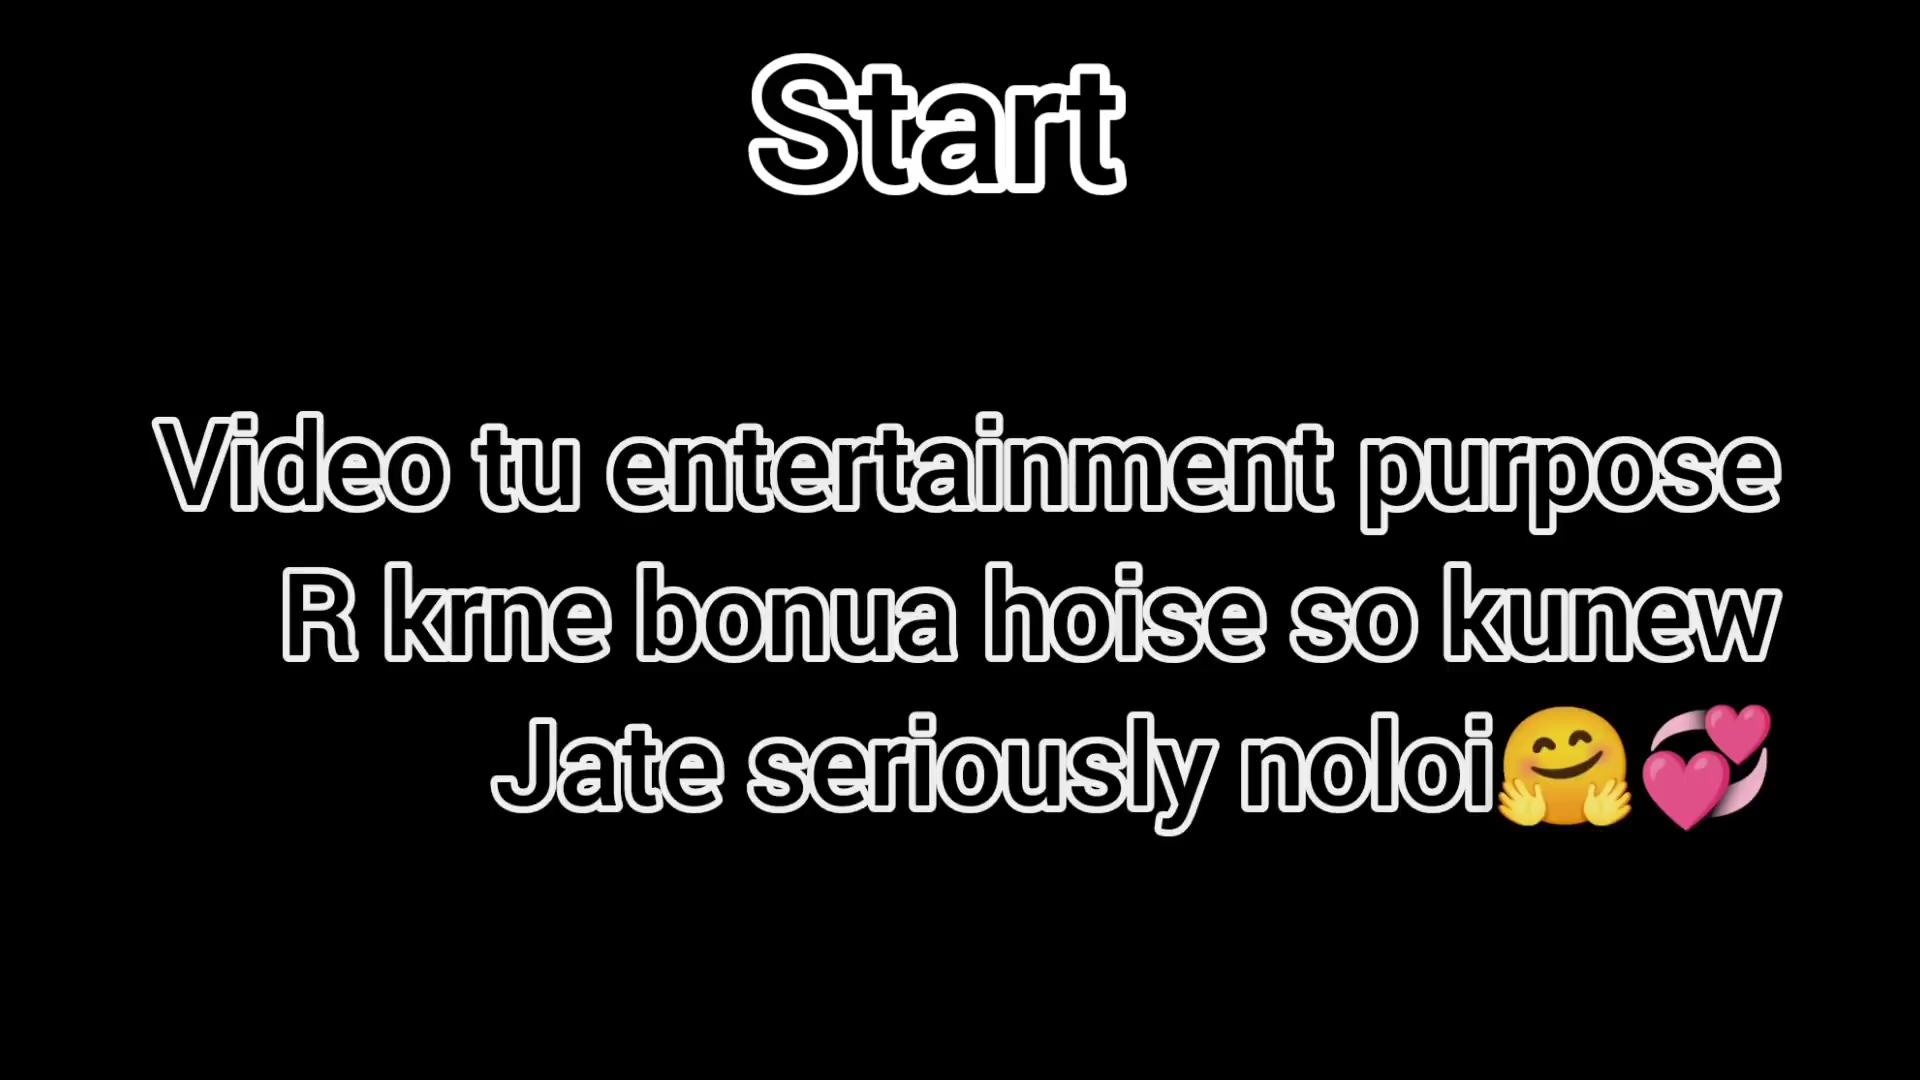 Start
Video tu entertainment purpose
R krne bonua hoise so kunew
Jate seriously noloi🤗💞